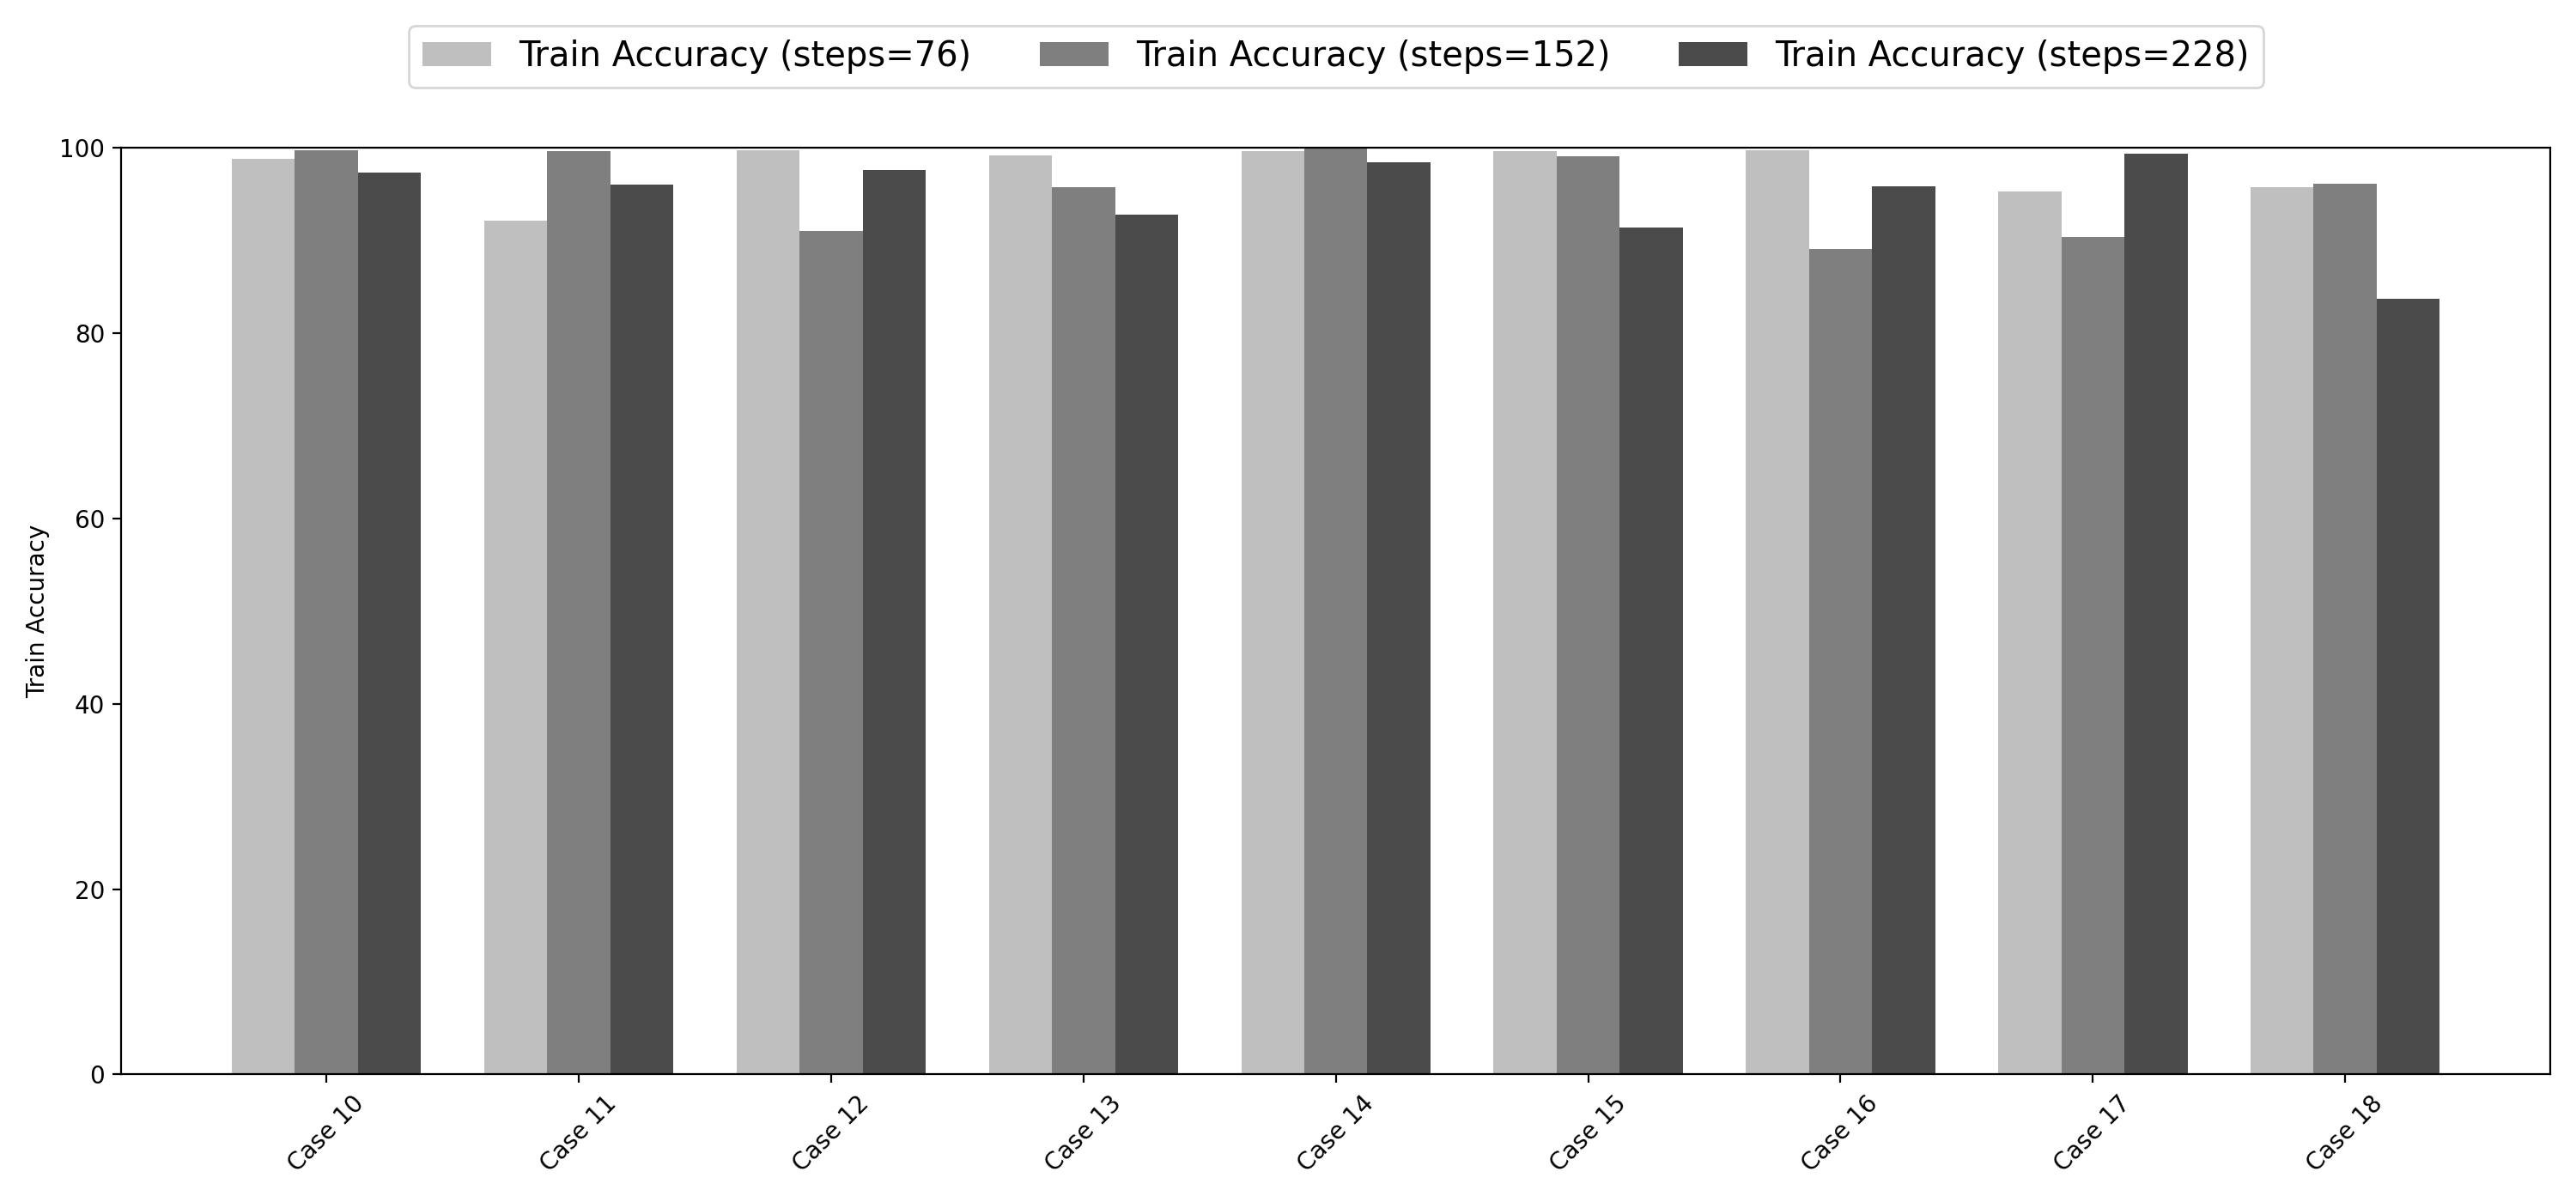 Train Accuracy (steps=76) Train Accuracy (steps=152) Train Accuracy (steps=228)
100
80
60
40
20
0
Train Accuracy
Case 10 Case 11 Case 12 Case 13 Case 14 Case 15 Case 16 Case 17 Case 18